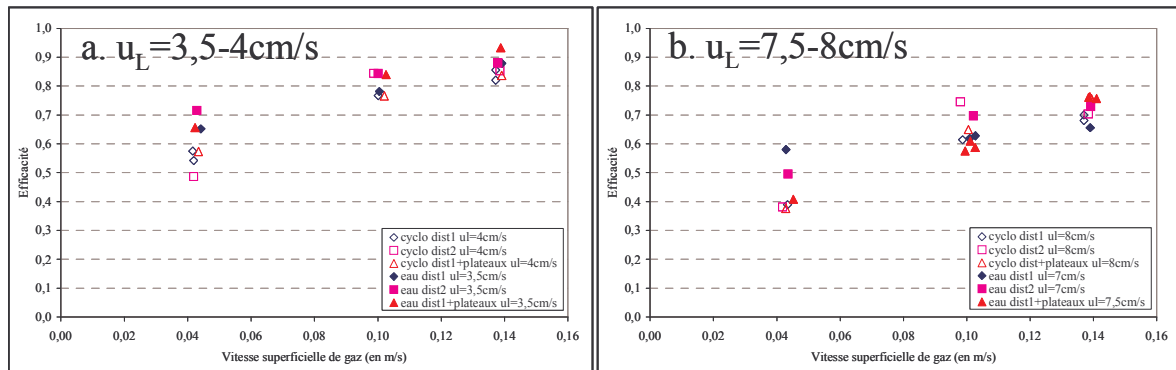 a. uL=3,5-4cm/s
1,0
0,9
0,8
0,7
0,6
0,5
0,4
0,3
0,2
0,1
0,0
Efficacité
cyclo dist1 ul=4cm/s
cyclo dist2 ul=4cm/s
cyclo dist1+plateaux ul=4cm/s
eau dist1 ul=3,5cm/s
eau dist2 ul=3,5cm/s
eau dist1+plateaux ul=3,5cm/s
0,00 0,02 0,04 0,06 0,08 0,10 0,12 0,14 0,16
Vitesse superficielle de gaz (en m/s)
b. uL=7,5-8cm/s
1,0
0,9
0,8
0,7
0,6
0,5
0,4
0,3
0,2
0,1
0,0
Efficacité
cyclo dist1 ul=8cm/s
cyclo dist2 ul=8cm/s
cyclo dist+plateaux ul=8cm/s
eau dist1 ul=7cm/s
eau dist2 ul=7cm/s
eau dist1+plateaux ul=7,5cm/s
0,00 0,02 0,04 0,06 0,08 0,10 0,12 0,14 0,16
Vitesse superficielle de gaz (en m/s)